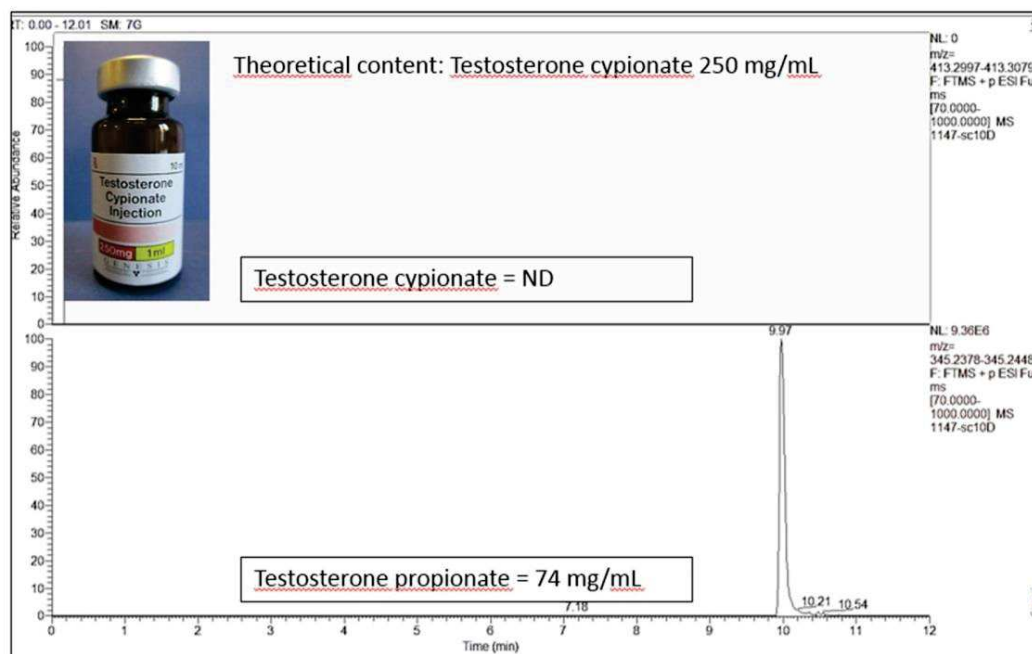 RT: 0.00 - 12.01 SM: 7G
Theoretical content: Testosterone cypionate 250 mg/mL
NL: 0
m/z=
413.2997-413.3079
F: FTMS + p ESI Fu
ms
[70.0000-
1000.0000] MS
1147-sc10D
100
90
80
70
60
50
40
30
20
10
0
Relative Abundance
10 m
Testosterone
Cypionate
Injection
250mg 1ml
GENESIS
Testosterone cypionate = ND
NL: 9.36E6
m/z=
345.2378-345.2448
F: FTMS + p ESI Fu
ms
[70.0000-
1000.0000] MS
1147-sc10D
100
90
80
70
60
50
40
30
20
10
0
9.97
Testosterone propionate = 74 mg/mL
7.18
10.21
10.54
0 1 2 3 4 5 6 7 8 9 10 11 12
Time (min)